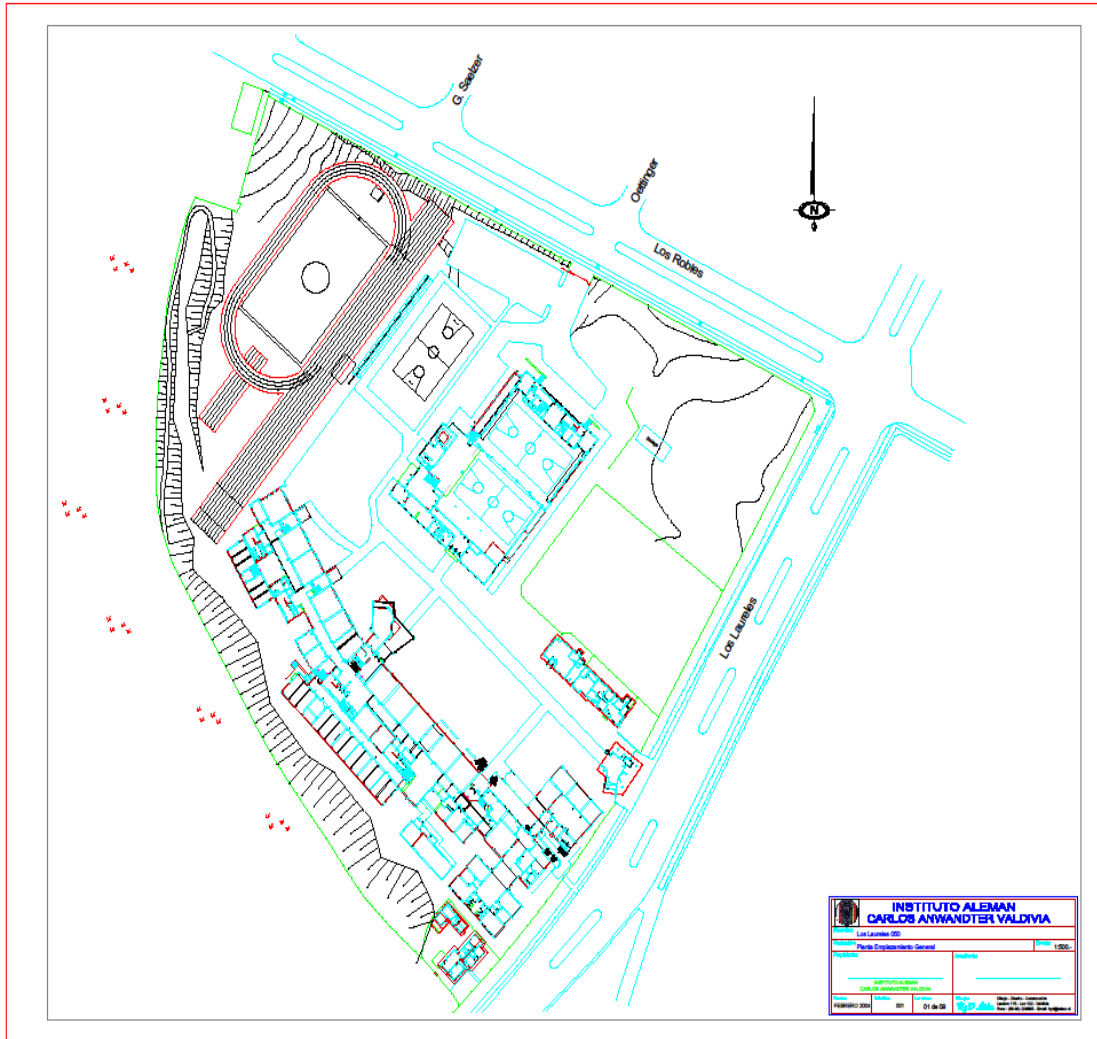 G. Saelzer
Oettinger
Los Robles
N
Los Laureles
INSTITUTO ALEMAN
CARLOS ANWANDTER VALDIVIA
Los Laureles 050
Planta Emplazamiento General
1:500.-
INSTITUTO ALEMAN
CARLOS ANWANDTER VALDIVIA
FEBRERO 2004
001
01 de 09